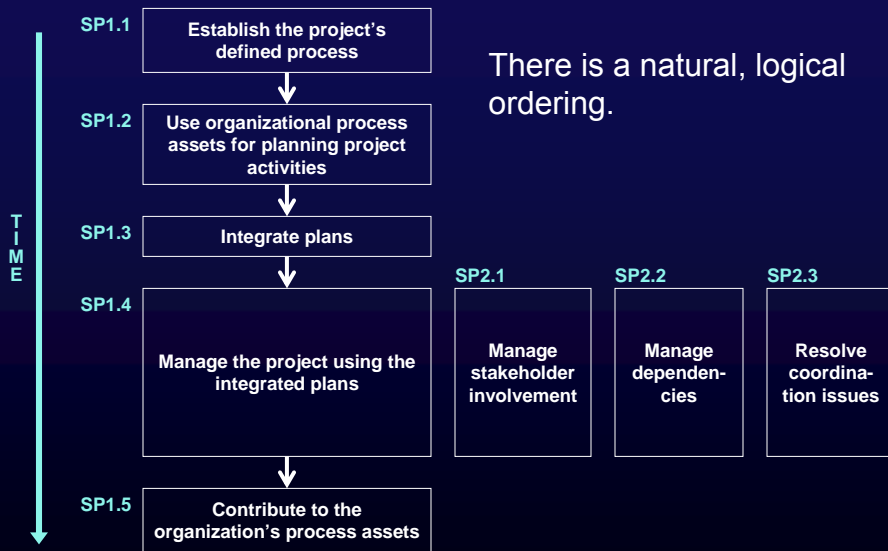 SP1.1
Establish the project's
defined process
There is a natural, logical
ordering.
SP1.2
Use organizational process
assets for planning project
activities
T
I
M
E
SP1.3
Integrate plans
SP1.4
Manage the project using the
integrated plans
SP2.1
Manage
stakeholder
involvement
SP2.2
Manage
dependen-
cies
SP2.3
Resolve
coordina-
tion issues
SP1.5
Contribute to the
organization's process assets